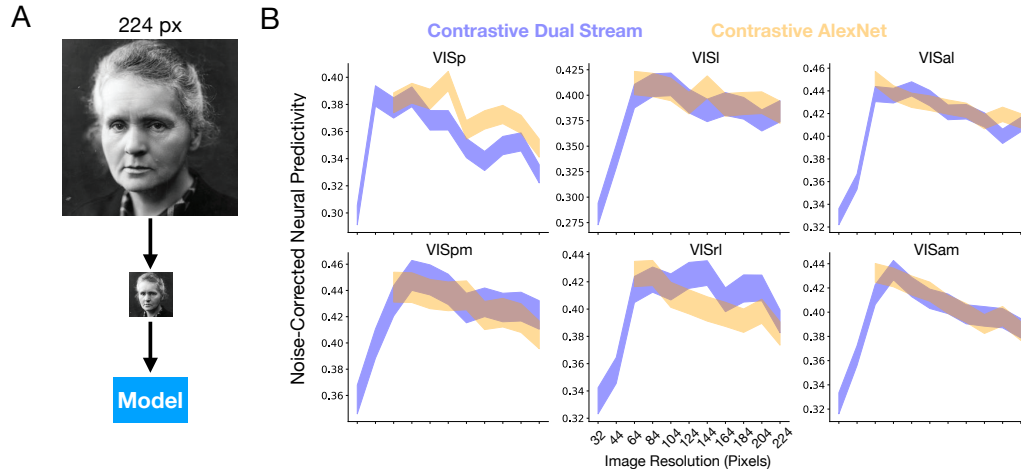 A
224 px
Model
B
Contrastive Dual Stream
Contrastive AlexNet
Noise-Corrected Neural Predictivity
VISp
0.40
0.38
0.36
0.34
0.32
0.30
VISl
0.425
0.400
0.375
0.350
0.325
0.300
0.275
VISal
0.46
0.44
0.42
0.40
0.38
0.36
0.34
0.32
VISpm
0.44
0.42
0.40
0.38
0.36
VISrl
0.42
0.40
0.38
0.36
0.34
0.32
VISam
0.44
0.42
0.40
0.38
0.36
0.34
0.32
32 44 64 84 104 124 144 164 184 204 224
Image Resolution (Pixels)